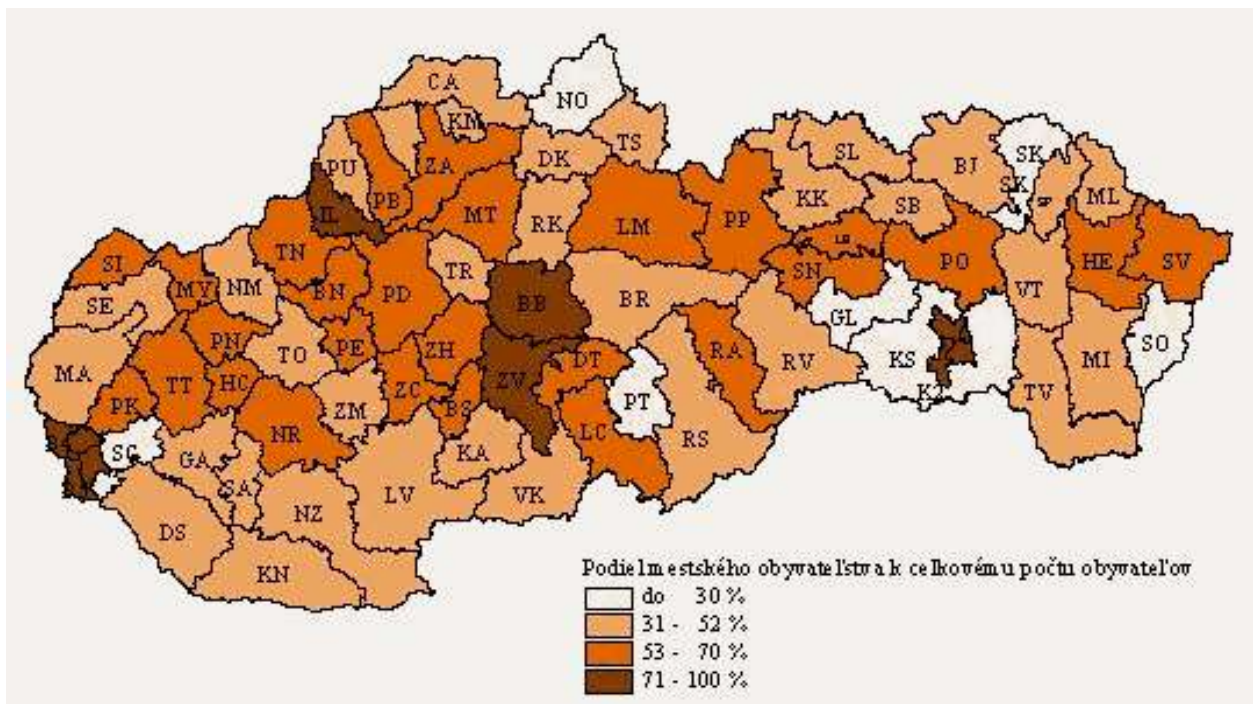 CA
NO
KM
TS
PU
ZA
DK
SL
BJ
SK
IL
PB
MT
RK
LM
PP
KK
SB
SK
SP
ML
TN
TR
SI
MY
NM
BN
PD
BB
BR
SN
PO
HE
SV
SE
VT
PN
TO
PE
ZH
DT
RA
RV
GL
KS
MI
SO
MA
TT
HC
ZC
ZV
PT
PK
ZM
BS
LC
TV
SC
GA
NR
KA
RS
SA
LV
VK
DS
NZ
KN
Podiel mestského obyvateľstva k celkovému počtu obyvateľov
do 30 %
31 - 52 %
53 - 70 %
71 - 100 %